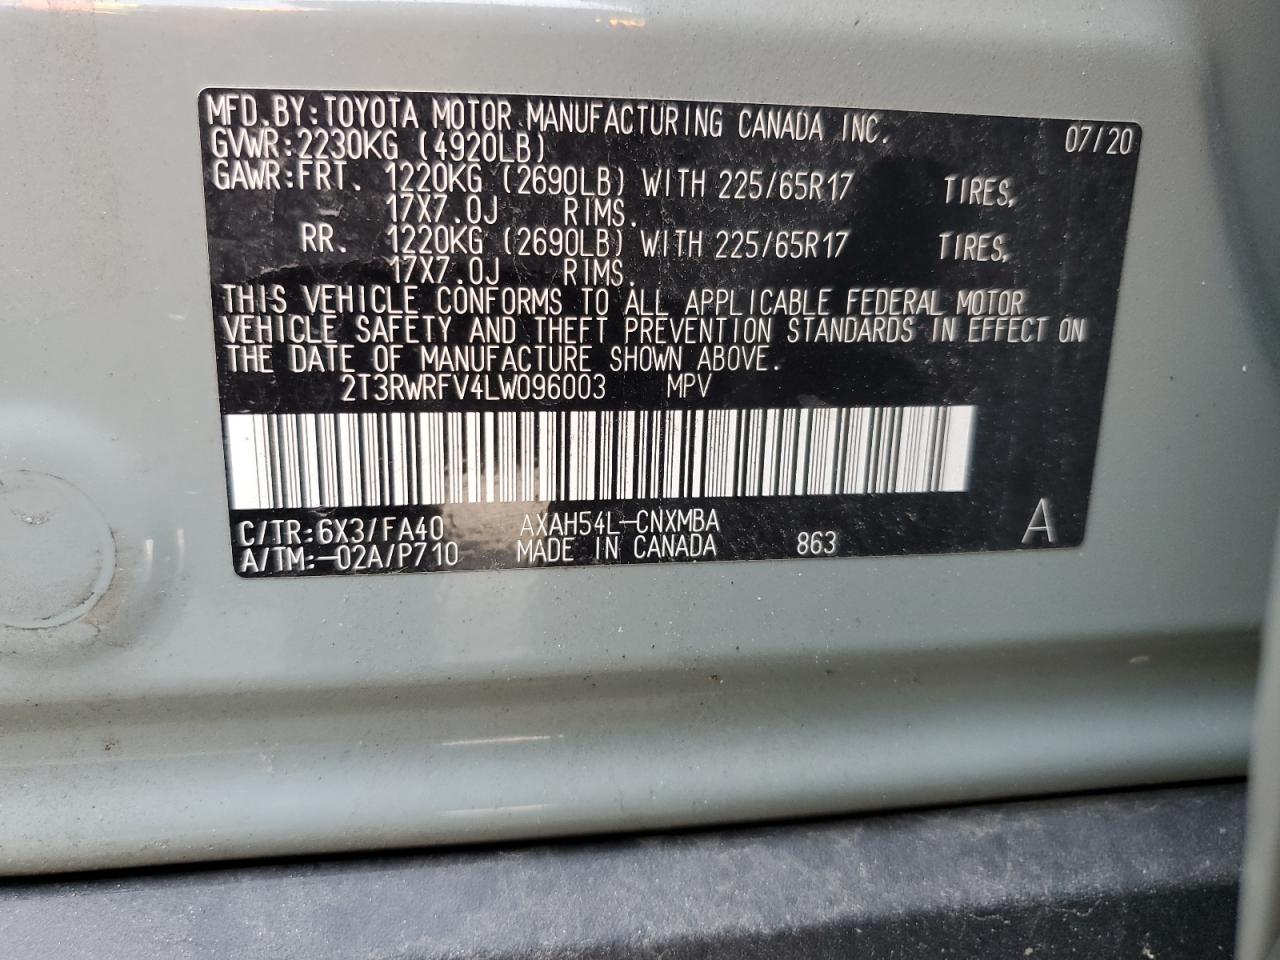 MFD.BY:TOYOTA MOTOR MANUFACTURING CANADA INC. 07/20
GVWR:2230KG (4920LB)
GAWR:FRT. 1220KG (2690LB) WITH 225/65R17 TIRES,
17X7.0J RIMS.
RR. 1220KG (2690LB) WITH 225/65R17 TIRES,
17X7.0J RIMS.
THIS VEHICLE CONFORMS TO ALL APPLICABLE FEDERAL MOTOR
VEHICLE SAFETY AND THEFT PREVENTION STANDARDS IN EFFECT ON
THE DATE OF MANUFACTURE SHOWN ABOVE.
2T3RWRFV4LW096003 MPV
C/TR:6X3/FA40 AXAH54L-CNXMBA
A/TM:-02A/P710 MADE IN CANADA 863 A